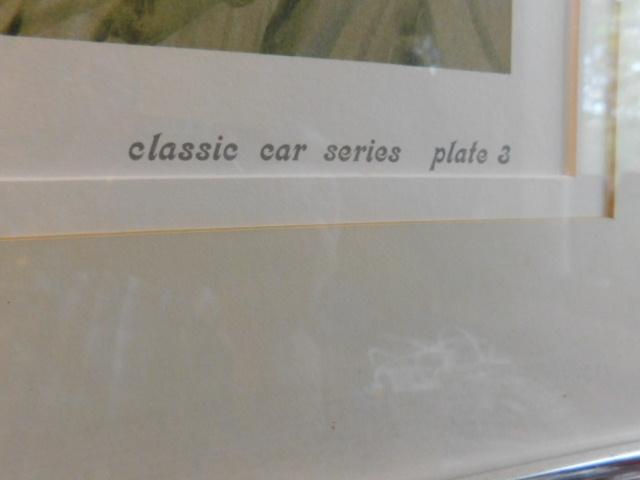 classic car series plate 3